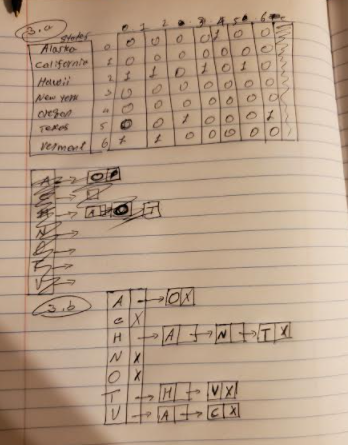 3.a
states 0 1 2 3 4 5 6
Alaska 0 0 0 0 0 1 0 0
California 1 0 0 0 0 0 0 0
Hawaii 2 1 1 0 1 0 1 0
New York 3 0 0 0 0 0 0 0
Oregon 4 0 0 0 0 0 0 0
Texas 5 0 0 1 0 0 0 1
Vermont 6 1 1 0 0 0 0
A
N
V
3.b
A O X
C X
H A N T X
N X
O X
T H V X
V A C X